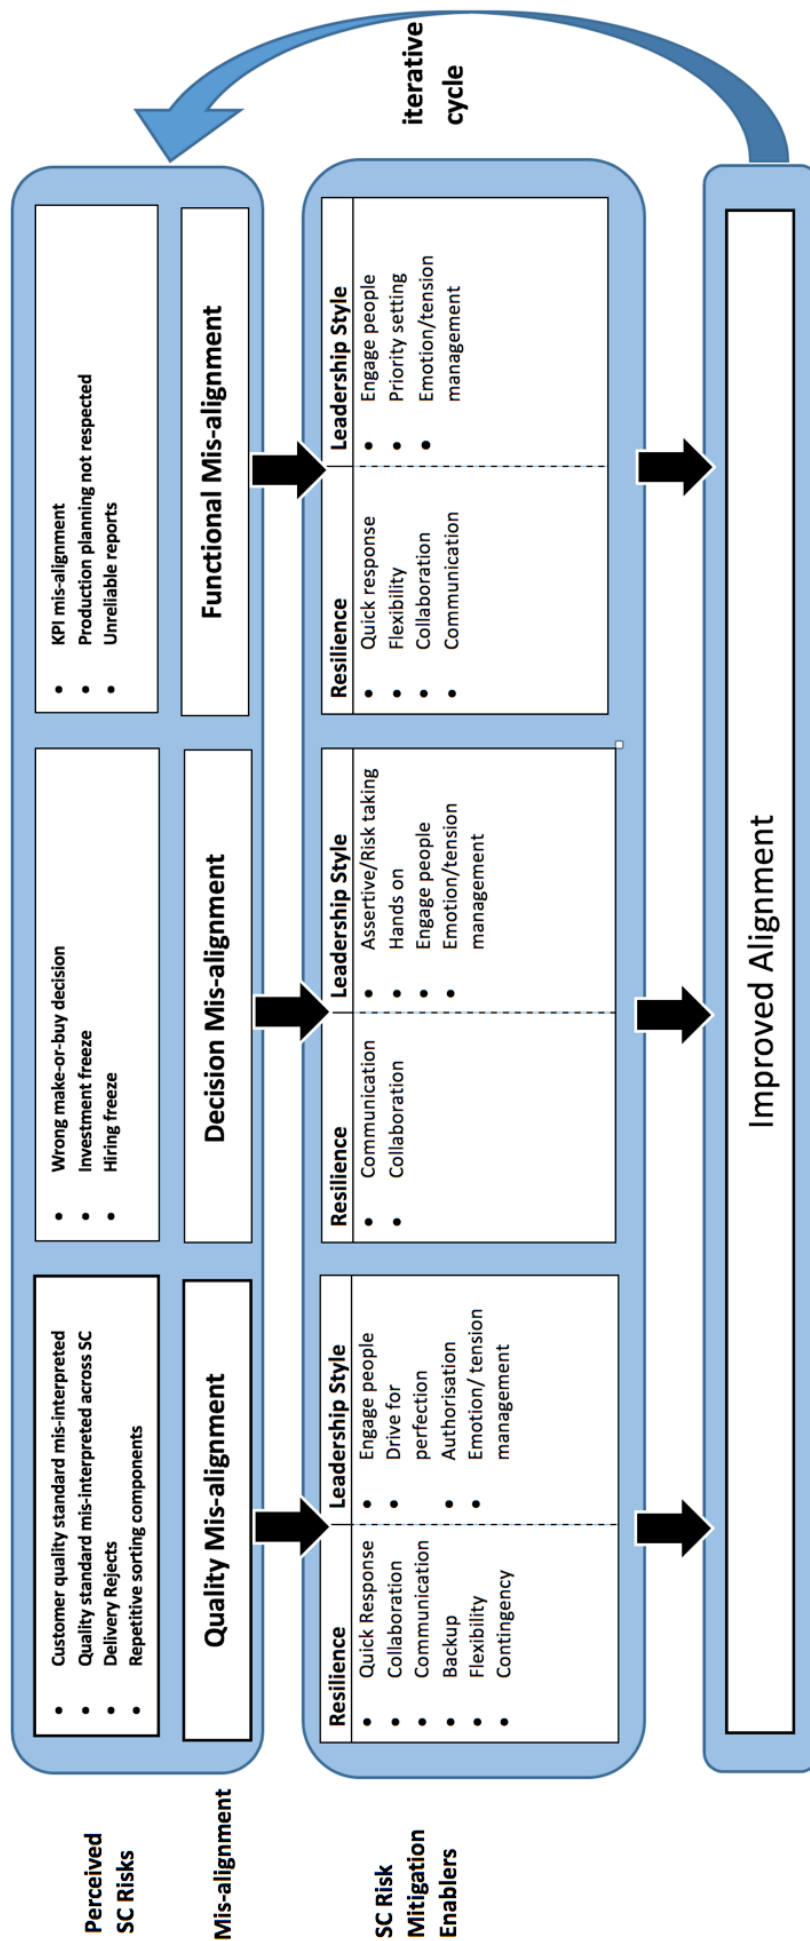 Perceived
SC Risks
• Customer quality standard mis-interpreted
• Quality standard mis-interpreted across SC
• Delivery Rejects
• Repetitive sorting components
• Wrong make-or-buy decision
• Investment freeze
• Hiring freeze
• KPI mis-alignment
• Production planning not respected
• Unreliable reports
Mis-alignment
Quality Mis-alignment
Decision Mis-alignment
Functional Mis-alignment
SC Risk
Mitigation
Enablers
Resilience
• Quick Response
• Collaboration
• Communication
• Backup
• Flexibility
• Contingency
Leadership Style
• Engage people
• Drive for
perfection
• Authorisation
• Emotion/ tension
management
Resilience
• Communication
• Collaboration
Leadership Style
• Assertive/Risk taking
• Hands on
• Engage people
• Emotion/tension
management
Resilience
• Quick response
• Flexibility
• Collaboration
• Communication
Leadership Style
• Engage people
• Priority setting
• Emotion/tension
management
iterative
cycle
Improved Alignment